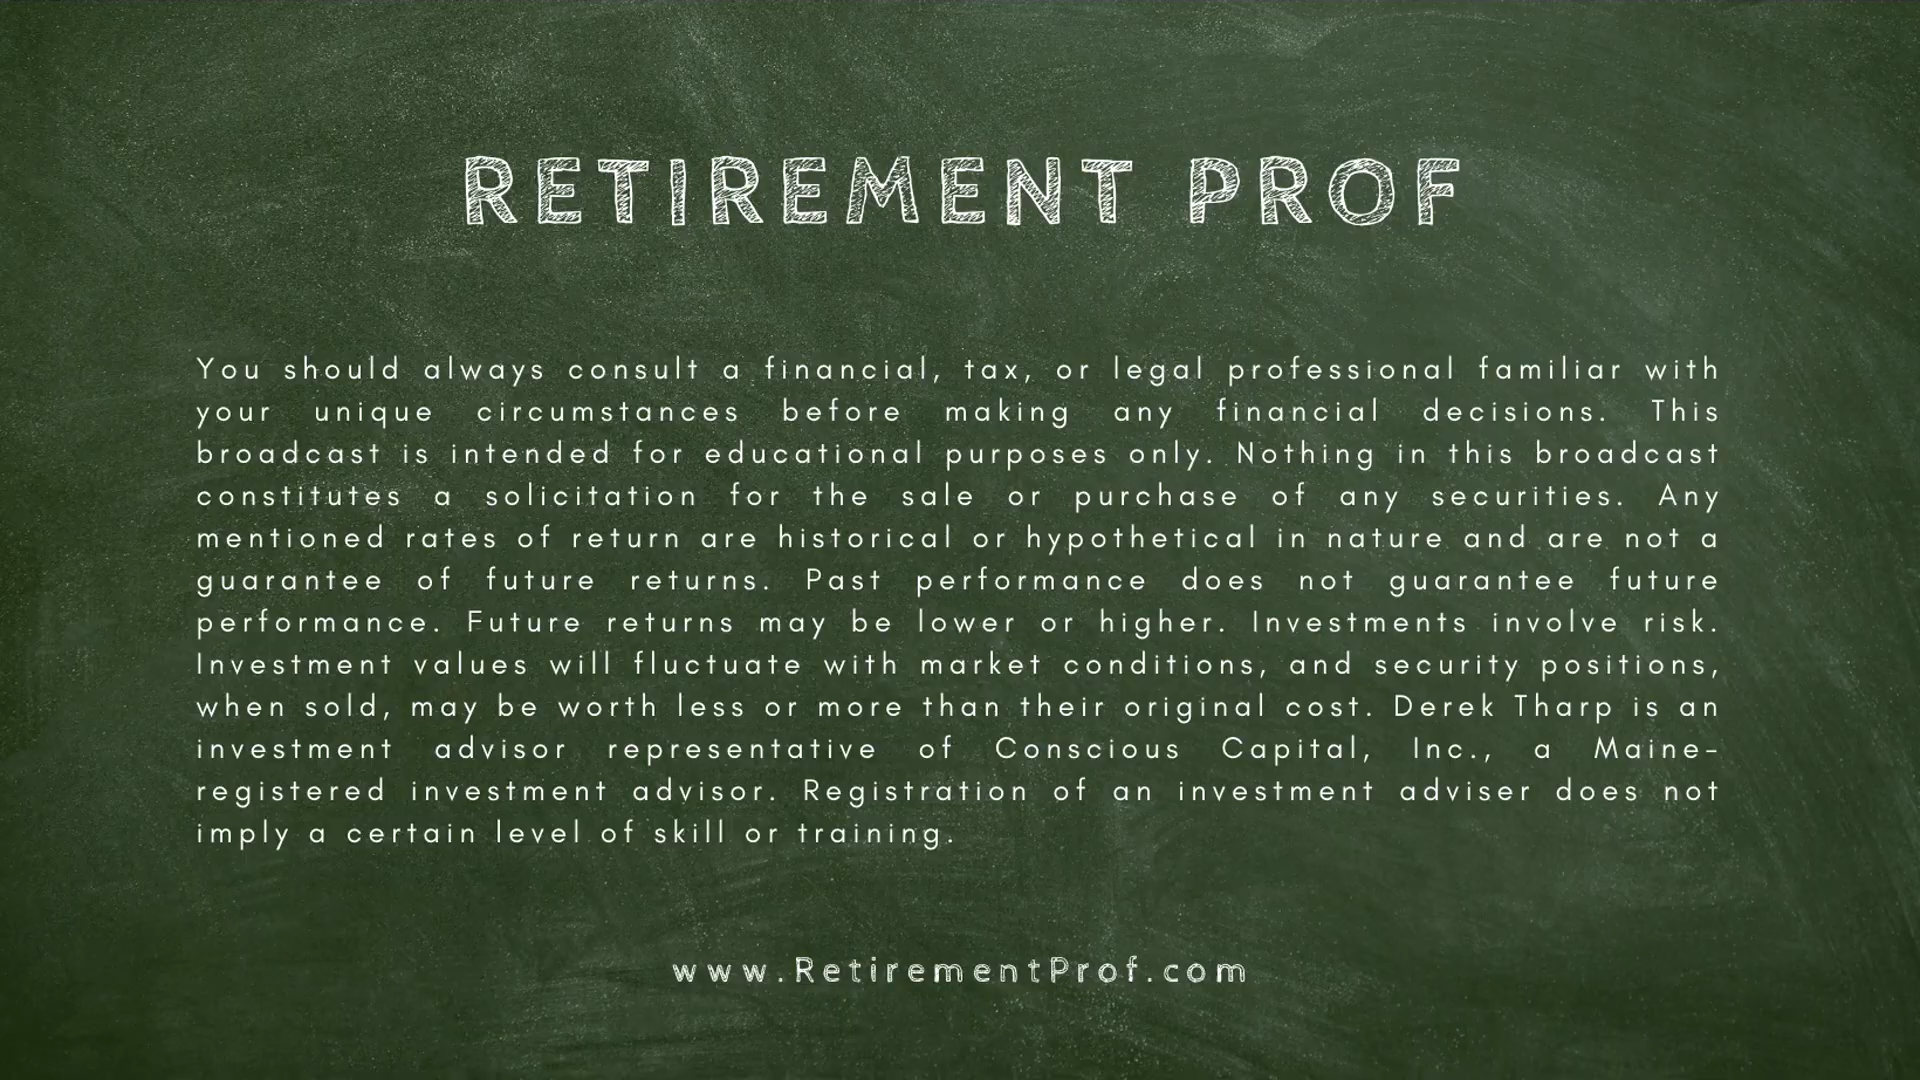 RETIREMENT PROF
You should always consult a financial, tax, or legal professional familiar with
your unique circumstances before making any financial decisions. This
broadcast is intended for educational purposes only. Nothing in this broadcast
constitutes a solicitation for the sale or purchase of any securities. Any
mentioned rates of return are historical or hypothetical in nature and are not a
guarantee of future returns. Past performance does not guarantee future
performance. Future returns may be lower or higher. Investments involve risk.
Investment values will fluctuate with market conditions, and security positions,
when sold, may be worth less or more than their original cost. Derek Tharp is an
investment advisor representative of Conscious Capital, Inc., a Maine-
registered investment advisor. Registration of an investment adviser does not
imply a certain level of skill or training.
www.RetirementProf.com